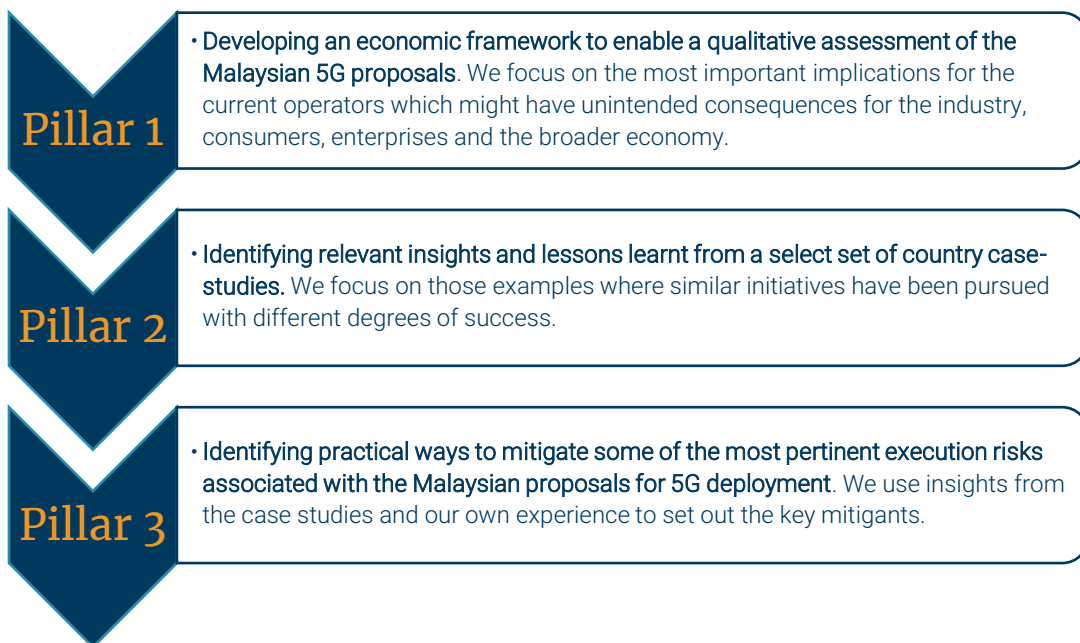 Pillar 1
• Developing an economic framework to enable a qualitative assessment of the
Malaysian 5G proposals. We focus on the most important implications for the
current operators which might have unintended consequences for the industry,
consumers, enterprises and the broader economy.
Pillar 2
• Identifying relevant insights and lessons learnt from a select set of country case-
studies. We focus on those examples where similar initiatives have been pursued
with different degrees of success.
Pillar 3
• Identifying practical ways to mitigate some of the most pertinent execution risks
associated with the Malaysian proposals for 5G deployment. We use insights from
the case studies and our own experience to set out the key mitigants.